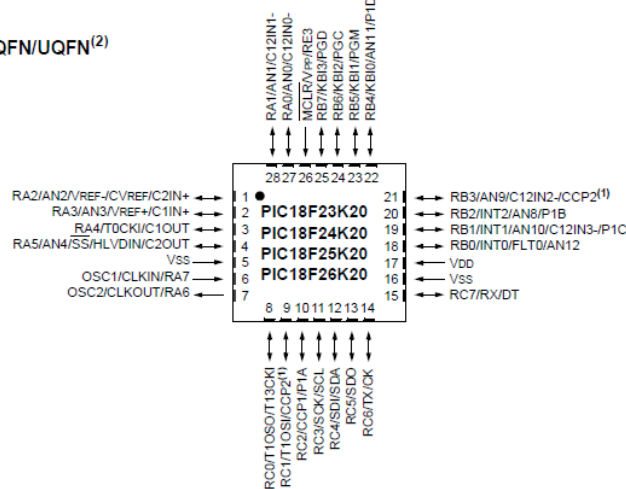 QFN/UQFN(2)
RA1/AN1/C12IN1-
RA0/AN0/C12IN0-
MCLR/VPP/RE3
RB7/KBI3/PGD
RB6/KBI2/PGC
RB5/KBI1/PGM
RB4/KBI0/AN11/P1D
28 27 26 25 24 23 22
RA2/AN2/VREF-/CVREF/C2IN+ 1
RA3/AN3/VREF+/C1IN+ 2
RA4/T0CKI/C1OUT 3
RA5/AN4/SS/HLVDIN/C2OUT 4
VSS 5
OSC1/CLKIN/RA7 6
OSC2/CLKOUT/RA6 7
PIC18F23K20
PIC18F24K20
PIC18F25K20
PIC18F26K20
21 RB3/AN9/C12IN2-/CCP2(1)
20 RB2/INT2/AN8/P1B
19 RB1/INT1/AN10/C12IN3-/P1C
18 RB0/INT0/FLT0/AN12
17 VDD
16 VSS
15 RC7/RX/DT
8 9 10 11 12 13 14
RC0/T1OSO/T13CKI
RC1/T1OSI/CCP2(1)
RC2/CCP1/P1A
RC3/SCK/SCL
RC4/SDI/SDA
RC5/SDO
RC6/TX/CK